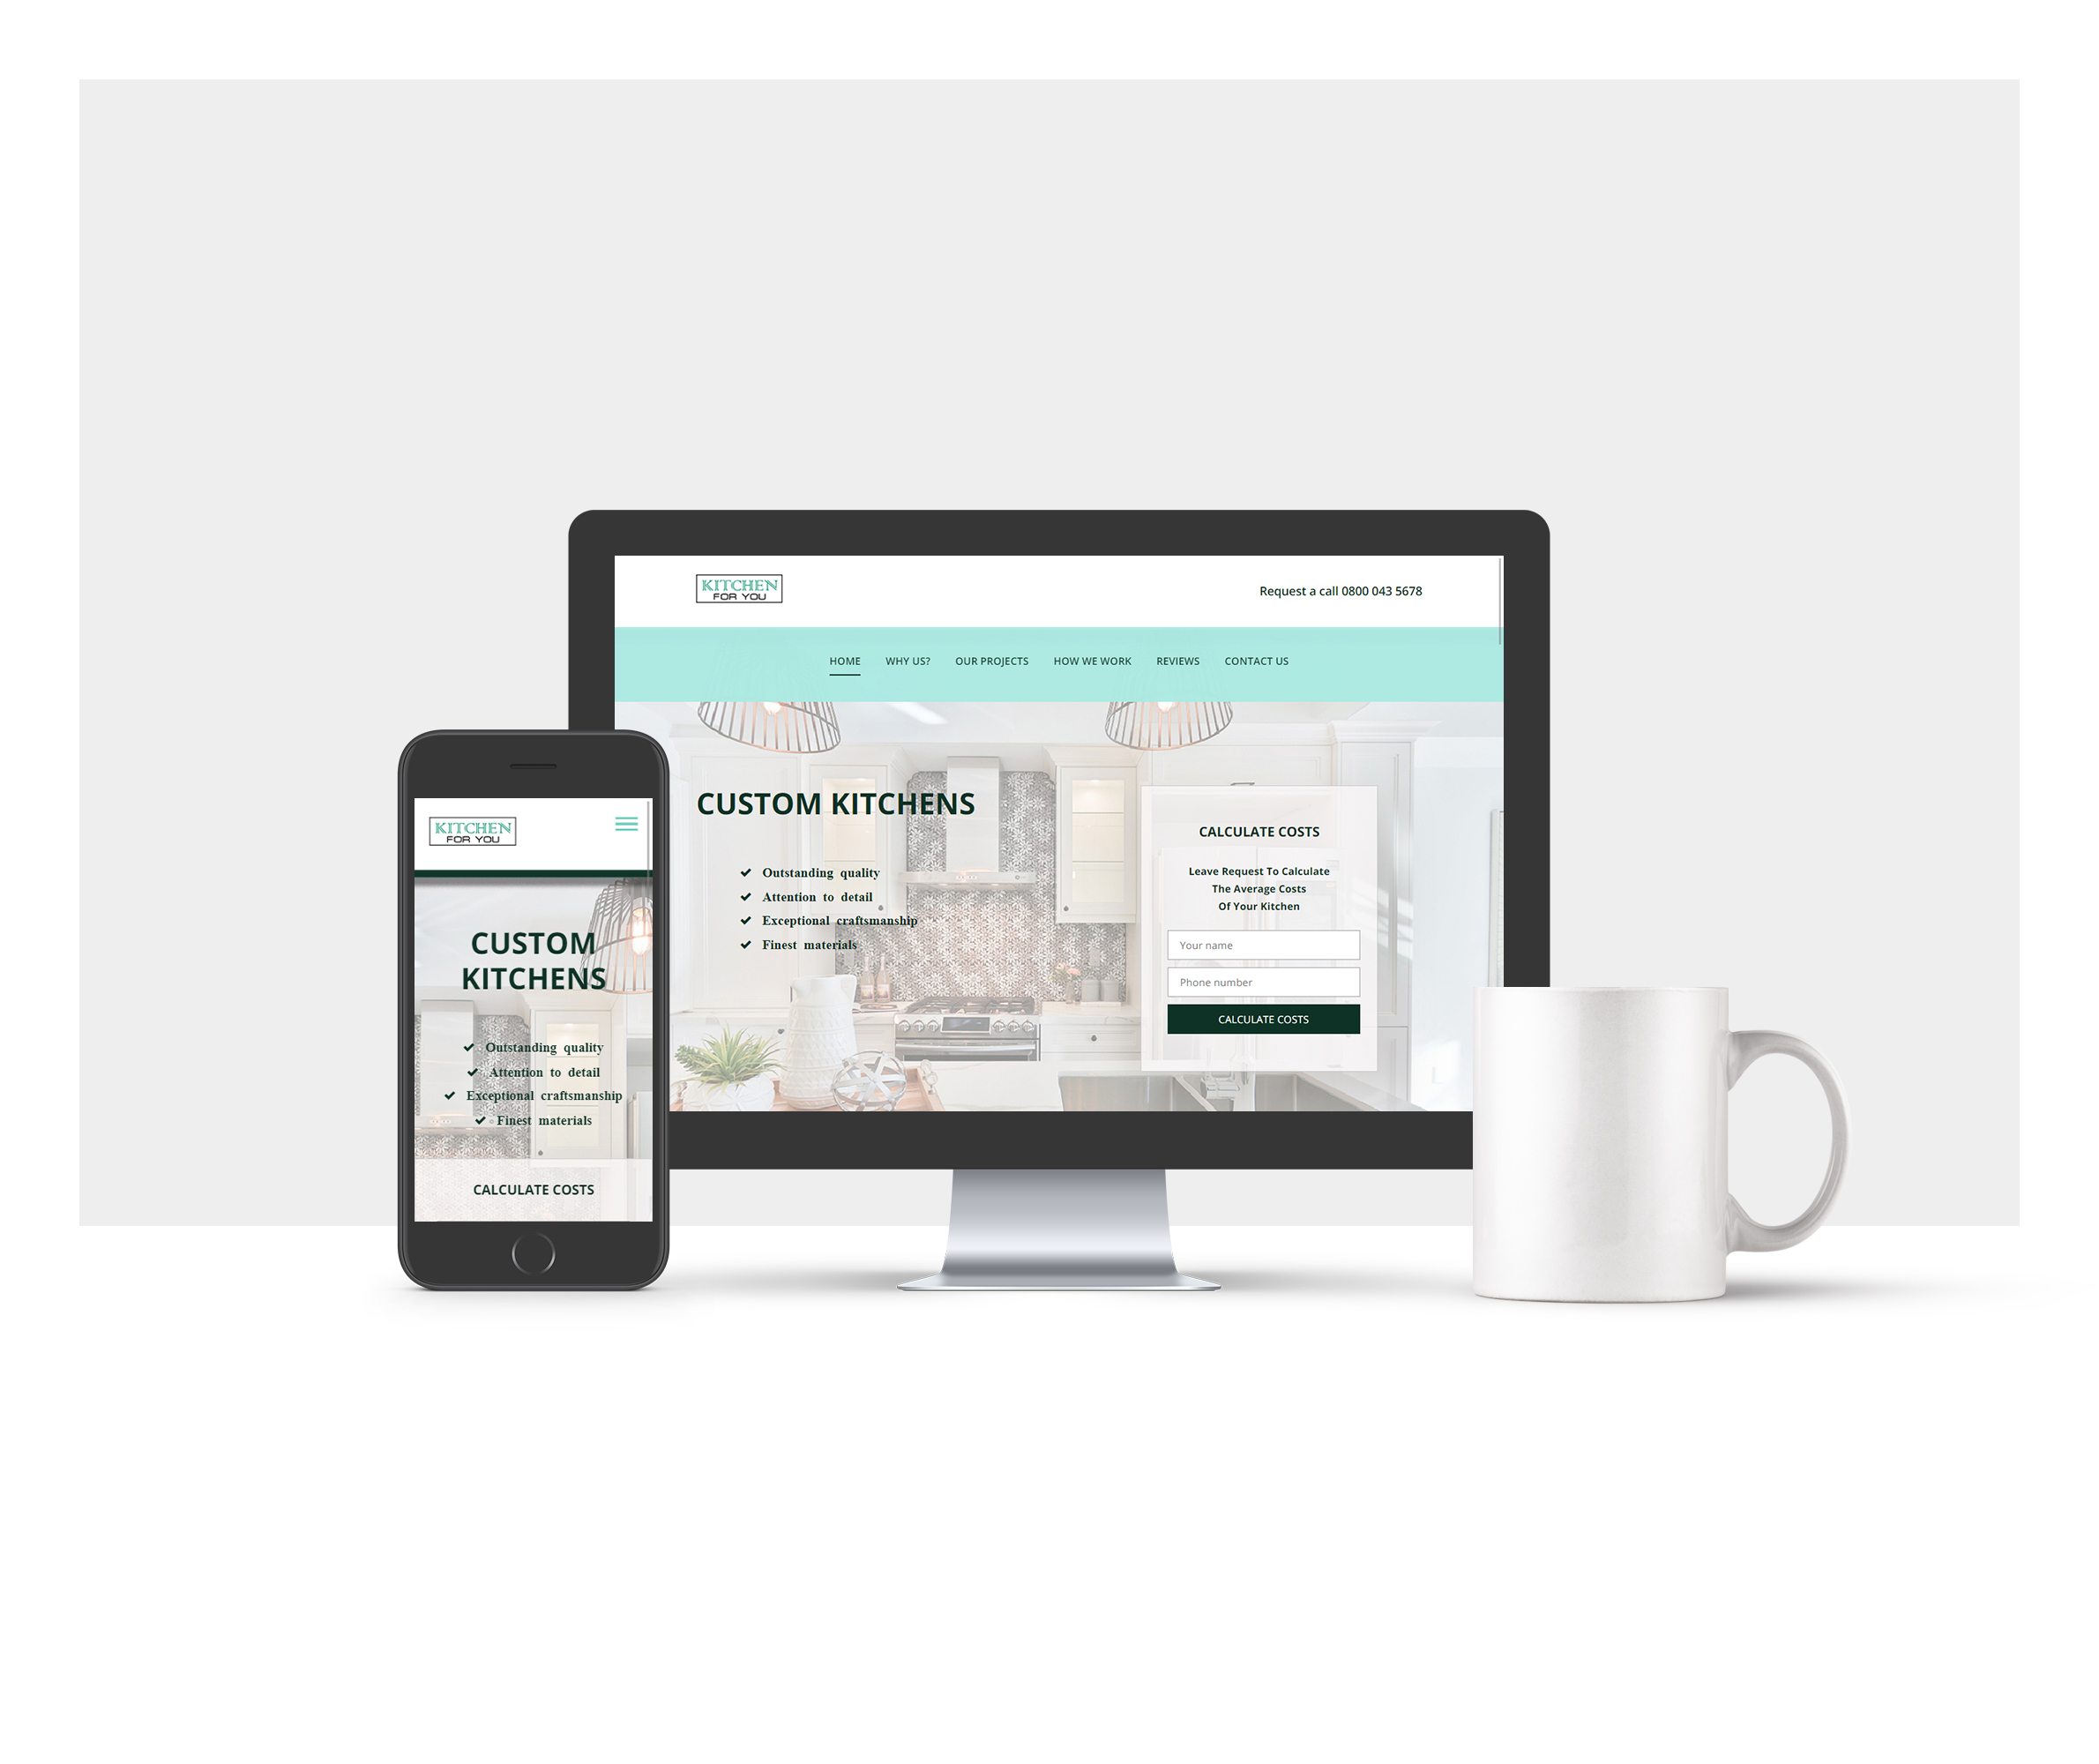 KITCHEN
FOR YOU
Request a call 0800 043 5678
HOME WHY US? OUR PROJECTS HOW WE WORK REVIEWS CONTACT US
CUSTOM KITCHENS
Outstanding quality
Attention to detail
Exceptional craftsmanship
Finest materials
CALCULATE COSTS
Leave Request To Calculate
The Average Costs
Of Your Kitchen
Your name
Phone number
CALCULATE COSTS
KITCHEN
FOR YOU
CUSTOM
KITCHENS
Outstanding quality
Attention to detail
Exceptional craftsmanship
Finest materials
CALCULATE COSTS